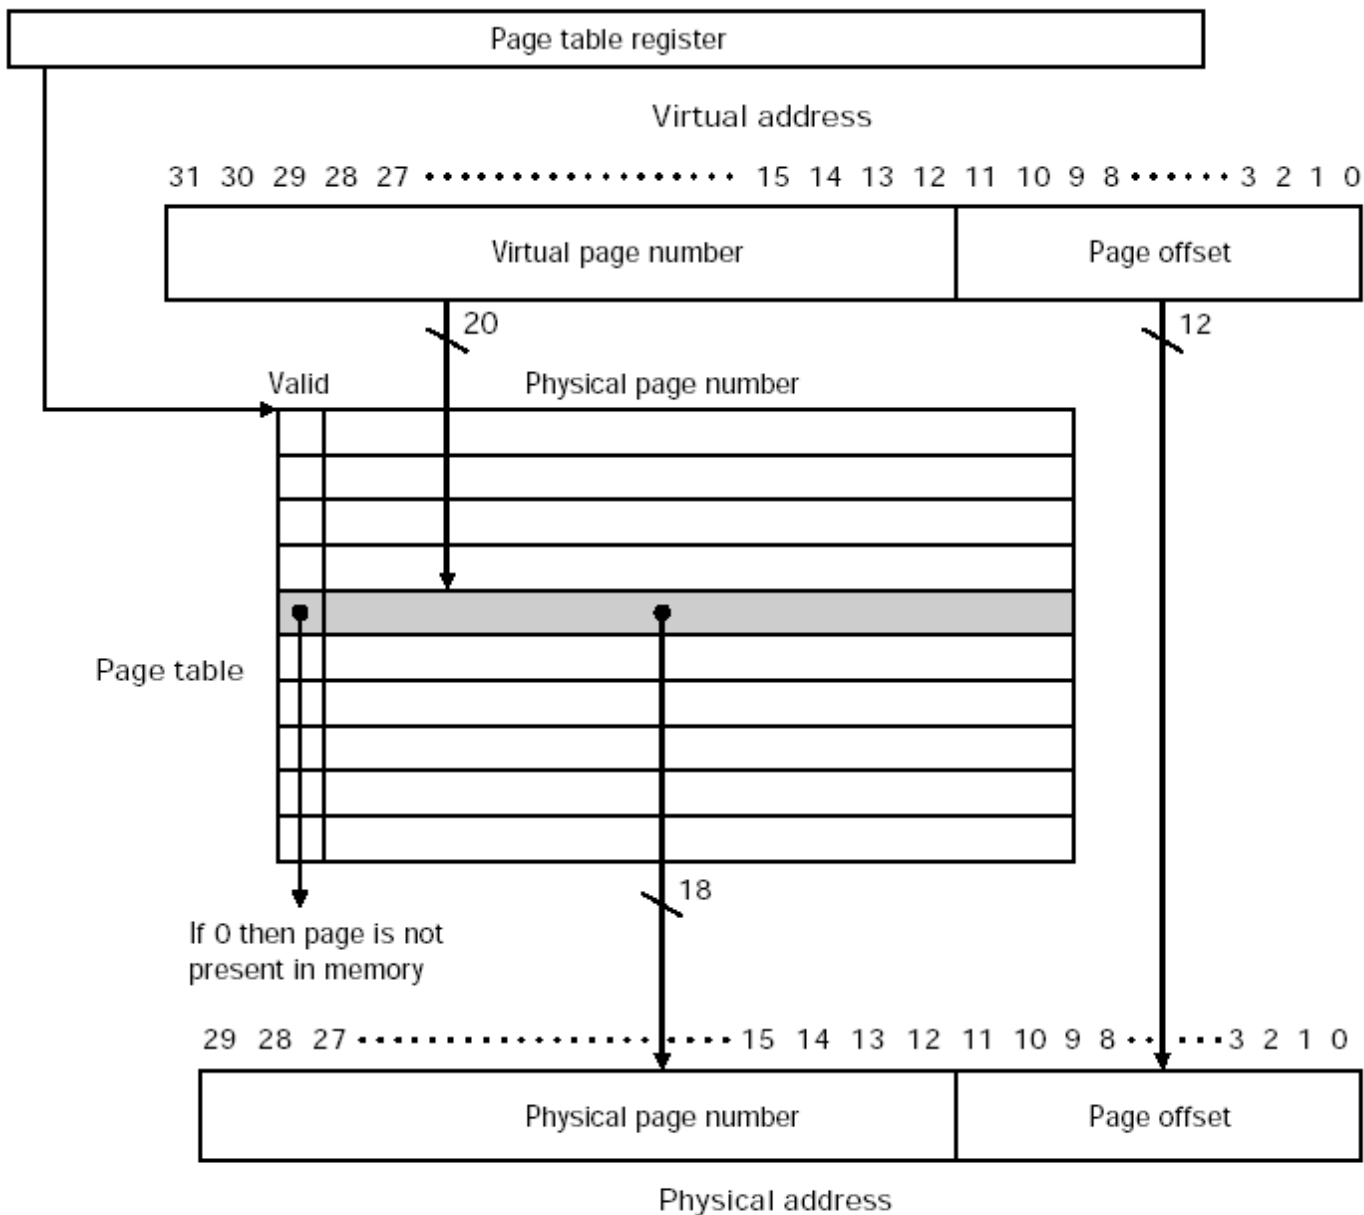 Page table register
Virtual address
31 30 29 28 27 15 14 13 12 11 10 9 8 3 2 1 0
Virtual page number Page offset
20 12
Valid Physical page number
Page table
18
If 0 then page is not
present in memory
29 28 27 15 14 13 12 11 10 9 8 3 2 1 0
Physical page number Page offset
Physical address